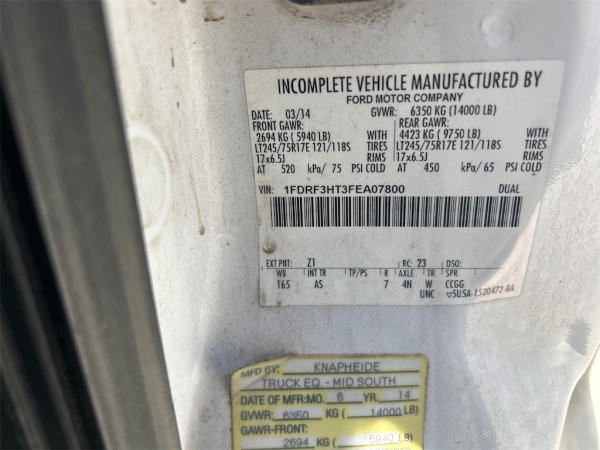 INCOMPLETE VEHICLE MANUFACTURED BY
FORD MOTOR COMPANY
DATE: 03/14 GVWR: 6350 KG (14000 LB)
FRONT GAWR: REAR GAWR:
2694 KG ( 5940 LB) WITH 4423 KG ( 9750 LB) WITH
LT245/75R17E 121/118S TIRES LT245/75R17E 121/118S TIRES
17x6.5J RIMS 17x6.5J RIMS
AT 520 kPa/ 75 PSI COLD AT 450 kPa/ 65 PSI COLD
VIN: 1FDRF3HT3FEA07800 DUAL
EXT PNT: Z1 RC: 23 DSO:
WB INT TR TP/PS R AXLE TR SPR
165 AS 7 4N W CCGG
UNC 5U5A-1520472-BA
MFD BY: KNAPHEIDE
TRUCK EQ. - MID SOUTH
DATE OF MFR: MO. 6 YR. 14
GVWR: 6350 KG ( 14000 LB)
GAWR-FRONT:
2694 KG ( 5940 LB)